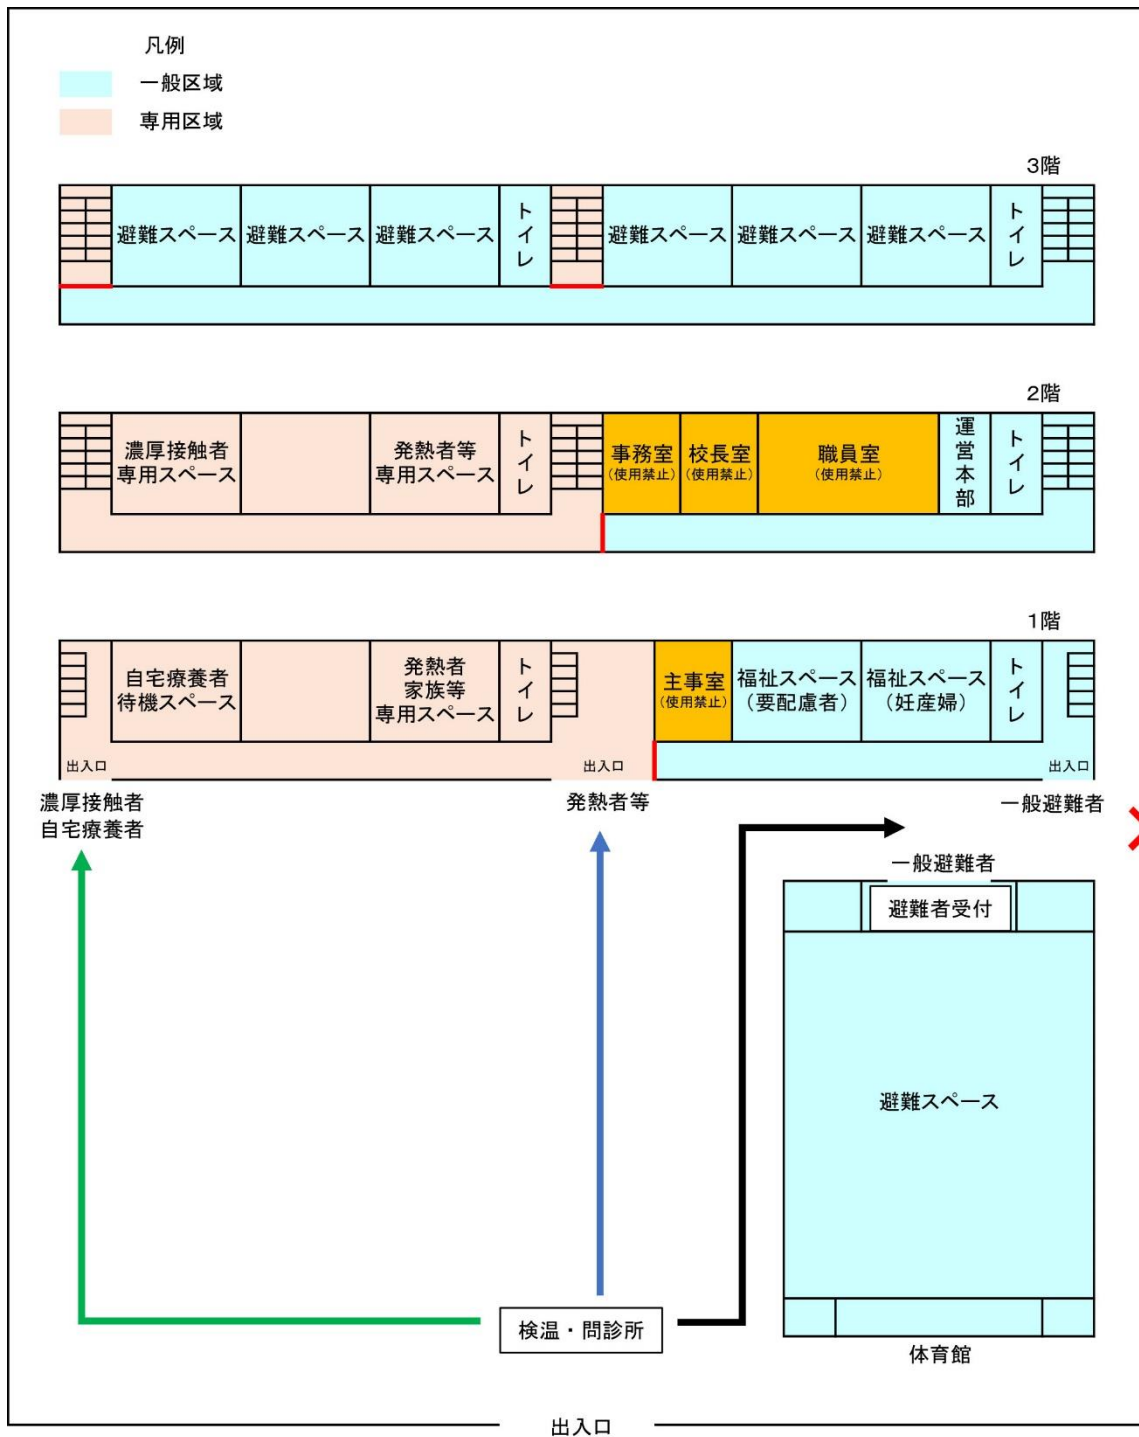 凡例
一般区域
専用区域
3階
避難スペース 避難スペース 避難スペース トイレ 避難スペース 避難スペース 避難スペース トイレ
2階
濃厚接触者
専用スペース
発熱者等
専用スペース
トイレ
事務室
(使用禁止)
校長室
(使用禁止)
職員室
(使用禁止)
運営本部
トイレ
1階
自宅療養者
待機スペース
発熱者
家族等
専用スペース
トイレ
主事室
(使用禁止)
福祉スペース
(要配慮者)
福祉スペース
(妊産婦)
トイレ
出入口
出入口
出入口
濃厚接触者
自宅療養者
発熱者等
一般避難者
一般避難者
避難者受付
避難スペース
検温・問診所
体育館
出入口